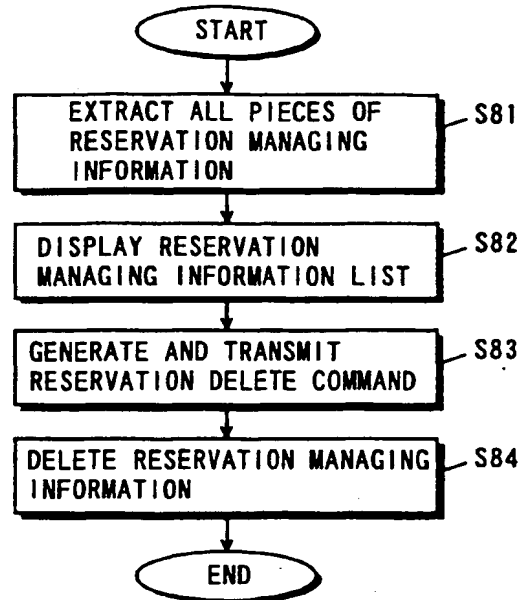 START
EXTRACT ALL PIECES OF
RESERVATION MANAGING
INFORMATION
S81
DISPLAY RESERVATION
MANAGING INFORMATION LIST
S82
GENERATE AND TRANSMIT
RESERVATION DELETE COMMAND
S83
DELETE RESERVATION MANAGING
INFORMATION
S84
END